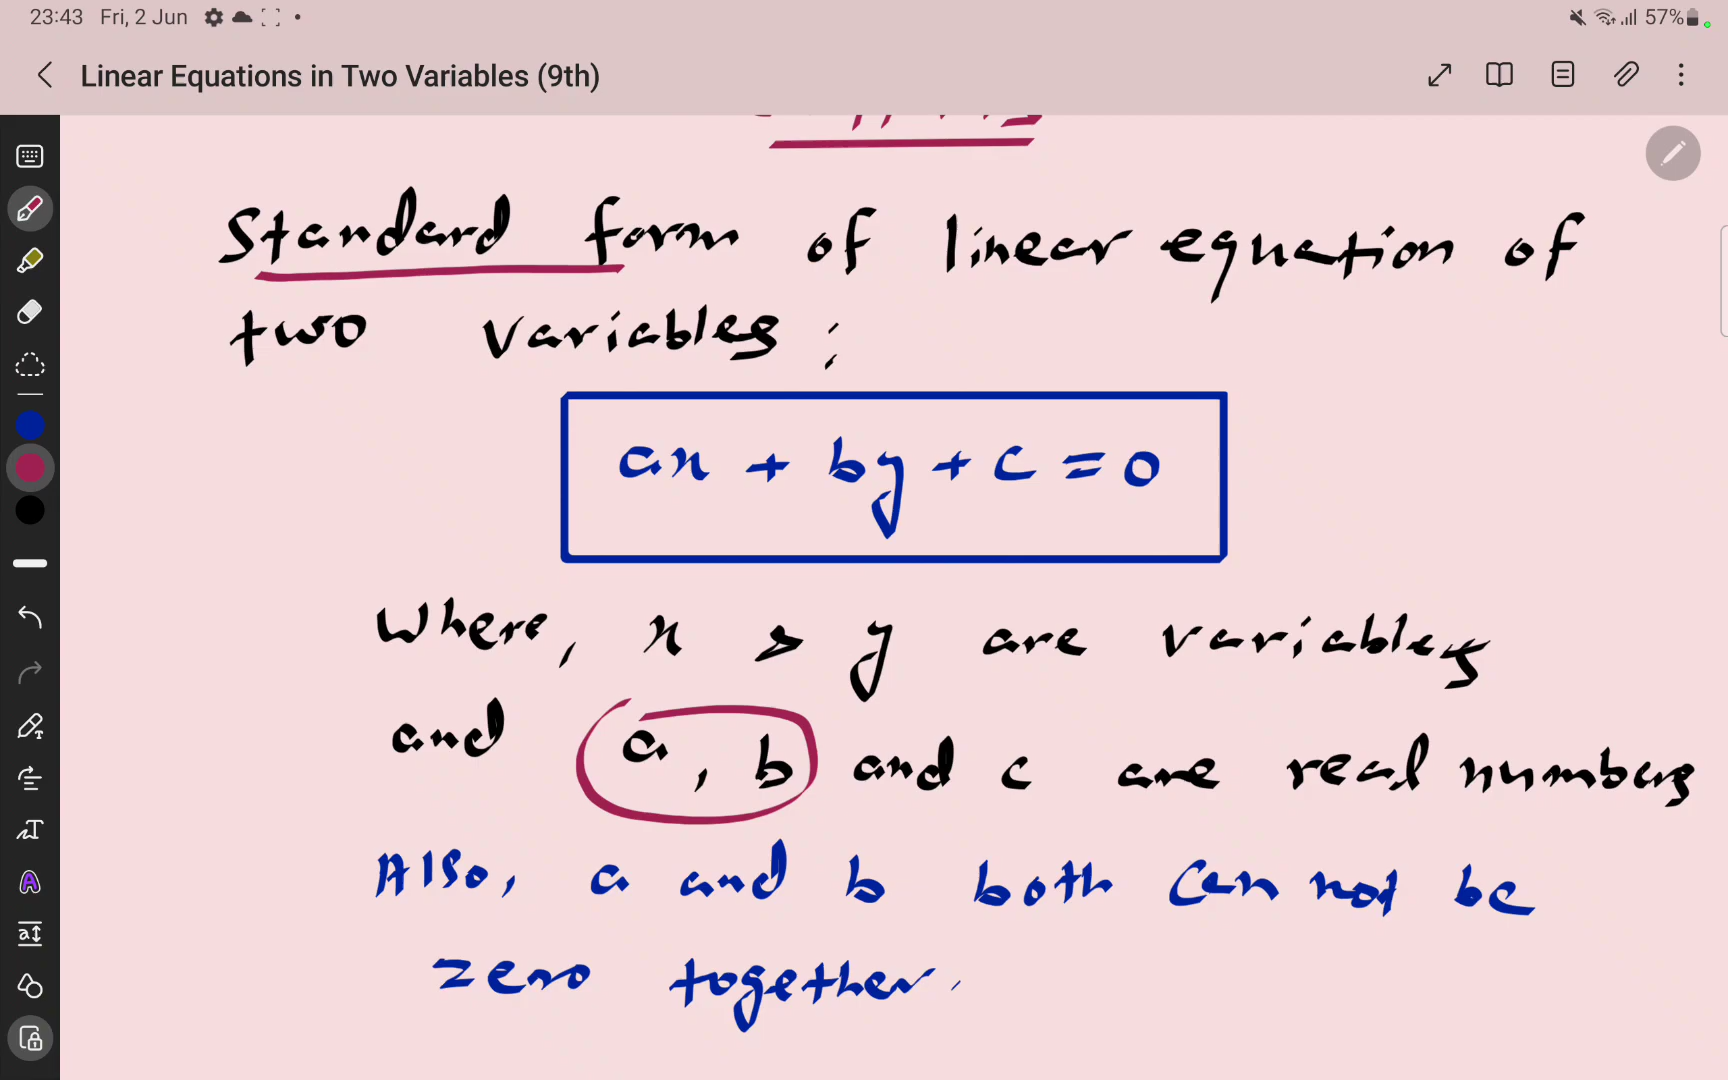 23:43 Fri, 2 Jun
57%
Linear Equations in Two Variables (9th)
Standard form of linear equation of
two variables :
ax + by + c = 0
Where, x > y are variables
and a, b and c are real numbers
Also, a and b both can not be
zero together.